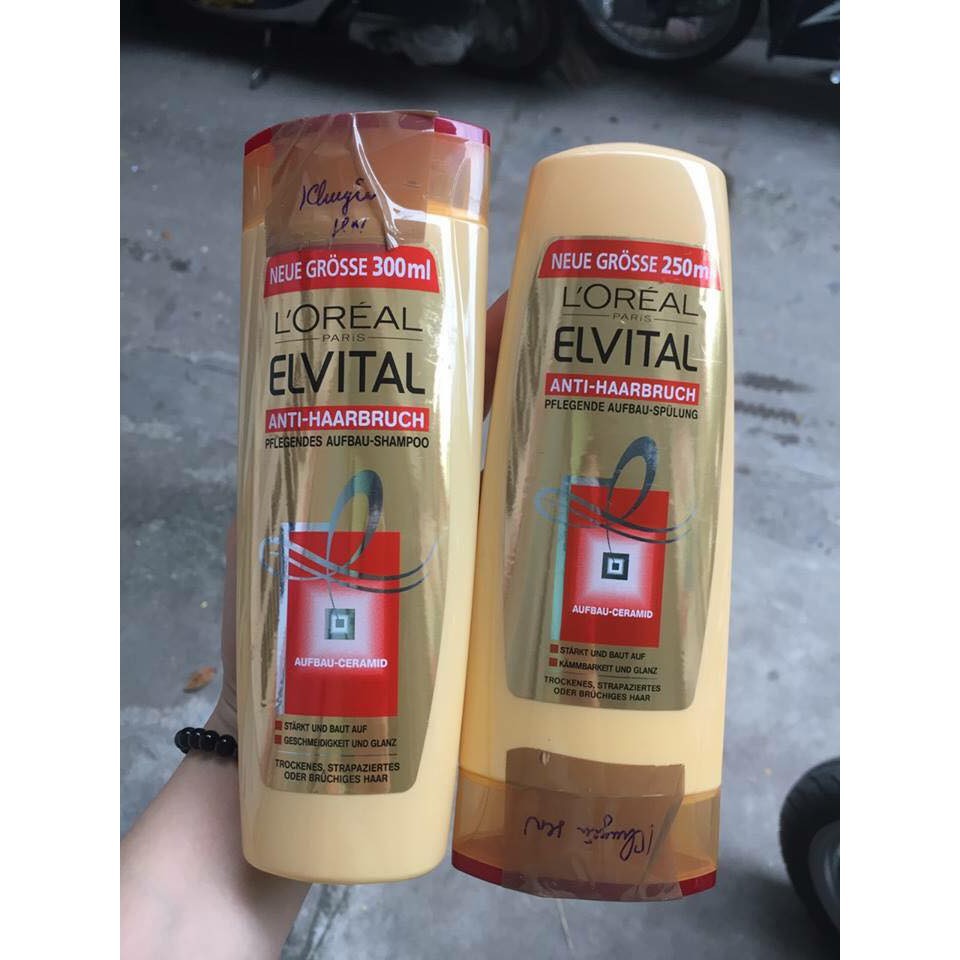 NEUE GRÖSSE 300ml
L'ORÉAL
PARIS
ELVITAL
ANTI-HAARBRUCH
PFLEGENDES AUFBAU-SHAMPOO
AUFBAU-CERAMID
STÄRKT UND BAUT AUF
GESCHMEIDIGKEIT UND GLANZ
TROCKENES, STRAPAZIERTES
ODER BRÜCHIGES HAAR
NEUE GRÖSSE 250m
L'ORÉAL
PARIS
ELVITAL
ANTI-HAARBRUCH
PFLEGENDE AUFBAU-SPÜLUNG
AUFBAU-CERAMID
STÄRKT UND BAUT AUF
KÄMMBARKEIT UND GLANZ
TROCKENES, STRAPAZIERTES
ODER BRÜCHIGES HAAR